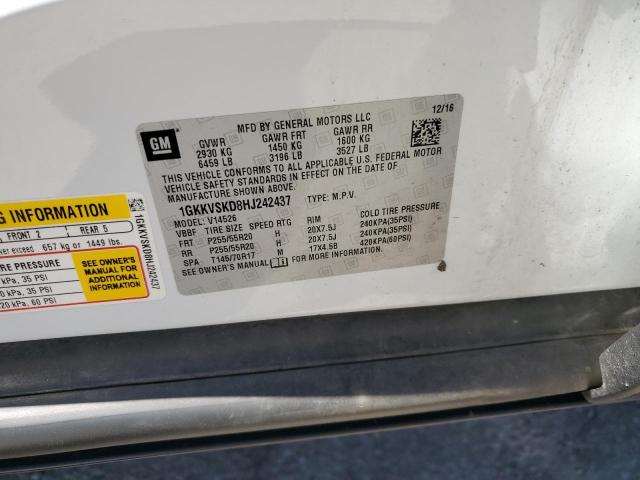 GM
MFD BY GENERAL MOTORS LLC
12/16
GVWR GAWR FRT GAWR RR
2930 KG 1450 KG 1600 KG
6459 LB 3196 LB 3527 LB
THIS VEHICLE CONFORMS TO ALL APPLICABLE U.S. FEDERAL MOTOR
VEHICLE SAFETY STANDARDS IN EFFECT ON THE DATE OF
MANUFACTURE SHOWN ABOVE.
1GKKVSKD8HJ242437 TYPE: M.P.V.
MODEL: V14526
VBBF TIRE SIZE SPEED RTG RIM COLD TIRE PRESSURE
FRT P255/55R20 H 20X7.5J 240KPA(35PSI)
RR P255/55R20 H 20X7.5J 240KPA(35PSI)
SPA T145/70R17 M 17X4.5B 420KPA(60PSI)
SEE OWNER'S MANUAL FOR MORE INFORMATION.
G INFORMATION
FRONT 2 REAR 5
exceed 657 kg or 1449 lbs.
TIRE PRESSURE
kPa, 35 PSI
0 kPa, 35 PSI
20 kPa, 60 PSI
SEE OWNER'S
MANUAL FOR
ADDITIONAL
INFORMATION
1GKKVSKD8HJ242437